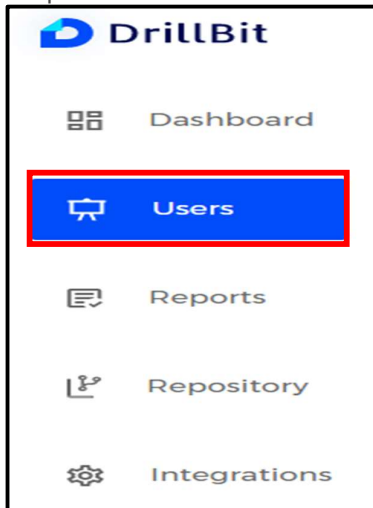 DrillBit
Dashboard
Users
Reports
Repository
Integrations